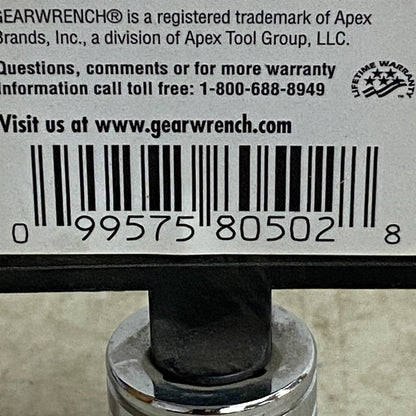 GEARWRENCH® is a registered trademark of Apex
Brands, Inc., a division of Apex Tool Group, LLC.
Questions, comments or for more warranty
Information call toll free: 1-800-688-8949
LIFETIME WARRANTY
™
Visit us at www.gearwrench.com
0 99575 80502 8